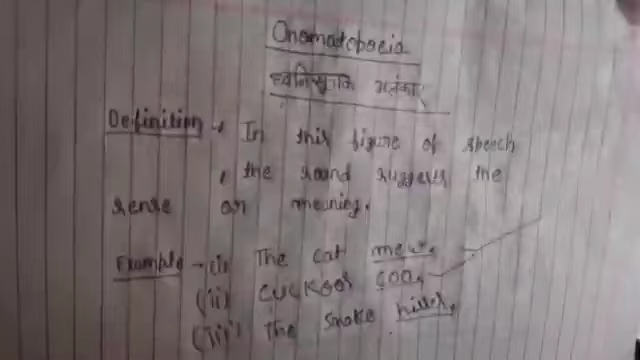 Onomatopoeia
ध्वनिसूचक अलंकार
Definition → In this figure of speech
, the sound suggests the
sense or meaning.
Example → (i) The cat mews.
(ii) Cuckoos coo.
(iii) The snake hisses.